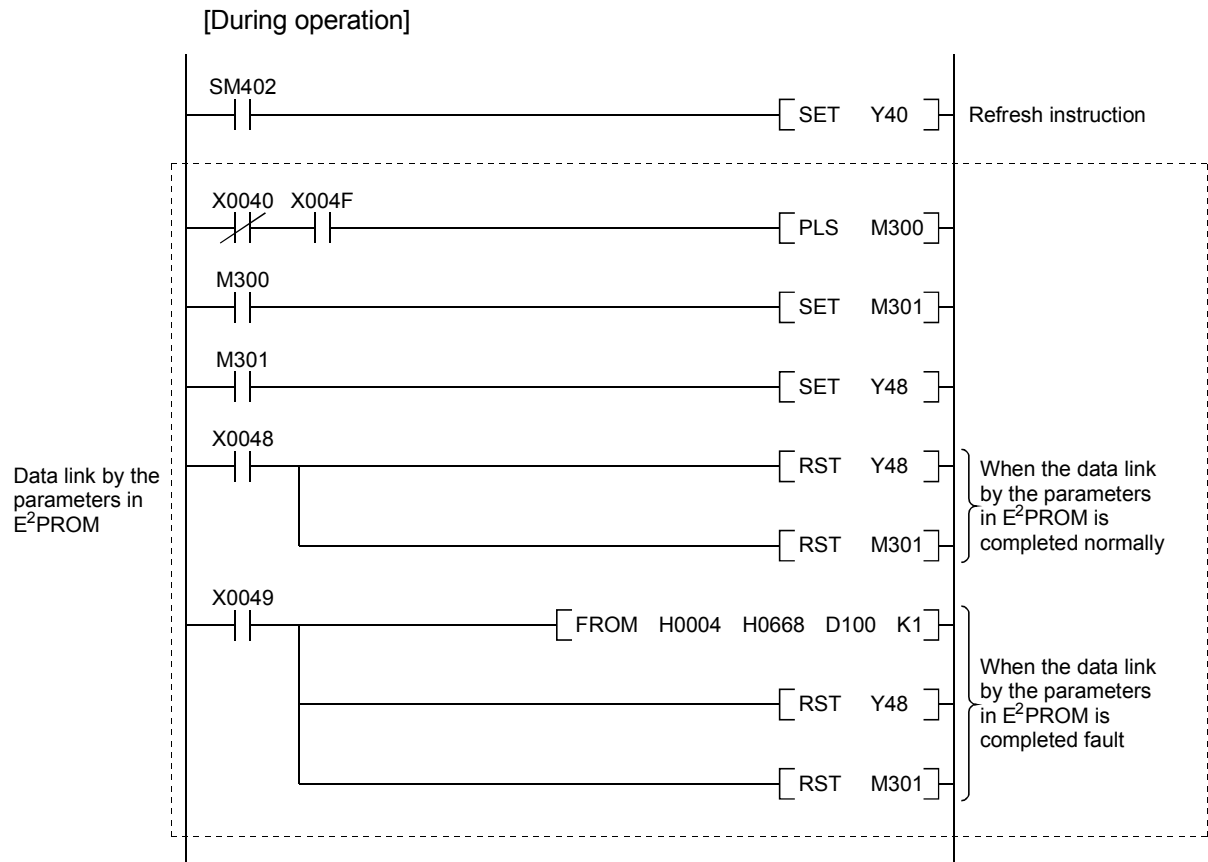 [During operation]
SM402
SET Y40 Refresh instruction
X0040 X004F
PLS M300
M300
SET M301
M301
SET Y48
X0048
RST Y48
RST M301
When the data link
by the parameters
in E²PROM is
completed normally
Data link by the
parameters in
E²PROM
X0049
FROM H0004 H0668 D100 K1
RST Y48
RST M301
When the data link
by the parameters
in E²PROM is
completed fault